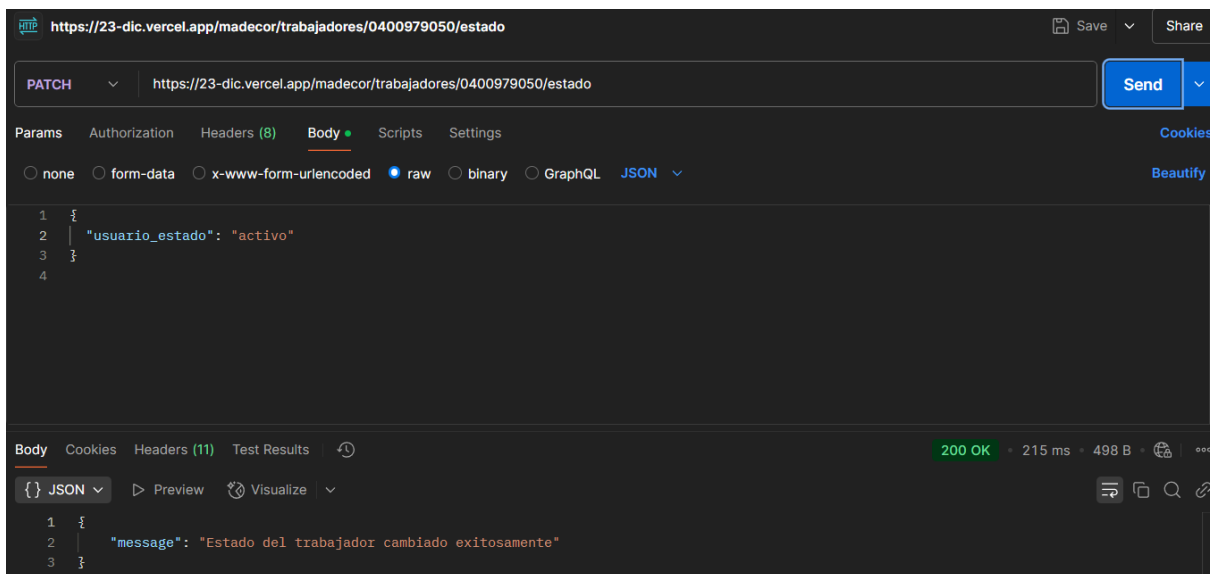 HTTP https://23-dic.vercel.app/madecor/trabajadores/0400979050/estado Save Share
PATCH https://23-dic.vercel.app/madecor/trabajadores/0400979050/estado Send
Params Authorization Headers (8) Body Scripts Settings Cookies
none form-data x-www-form-urlencoded raw binary GraphQL JSON Beautify
1 {
2 "usuario_estado": "activo"
3 }
4
Body Cookies Headers (11) Test Results 200 OK 215 ms 498 B
{} JSON Preview Visualize
1 {
2 "message": "Estado del trabajador cambiado exitosamente"
3 }